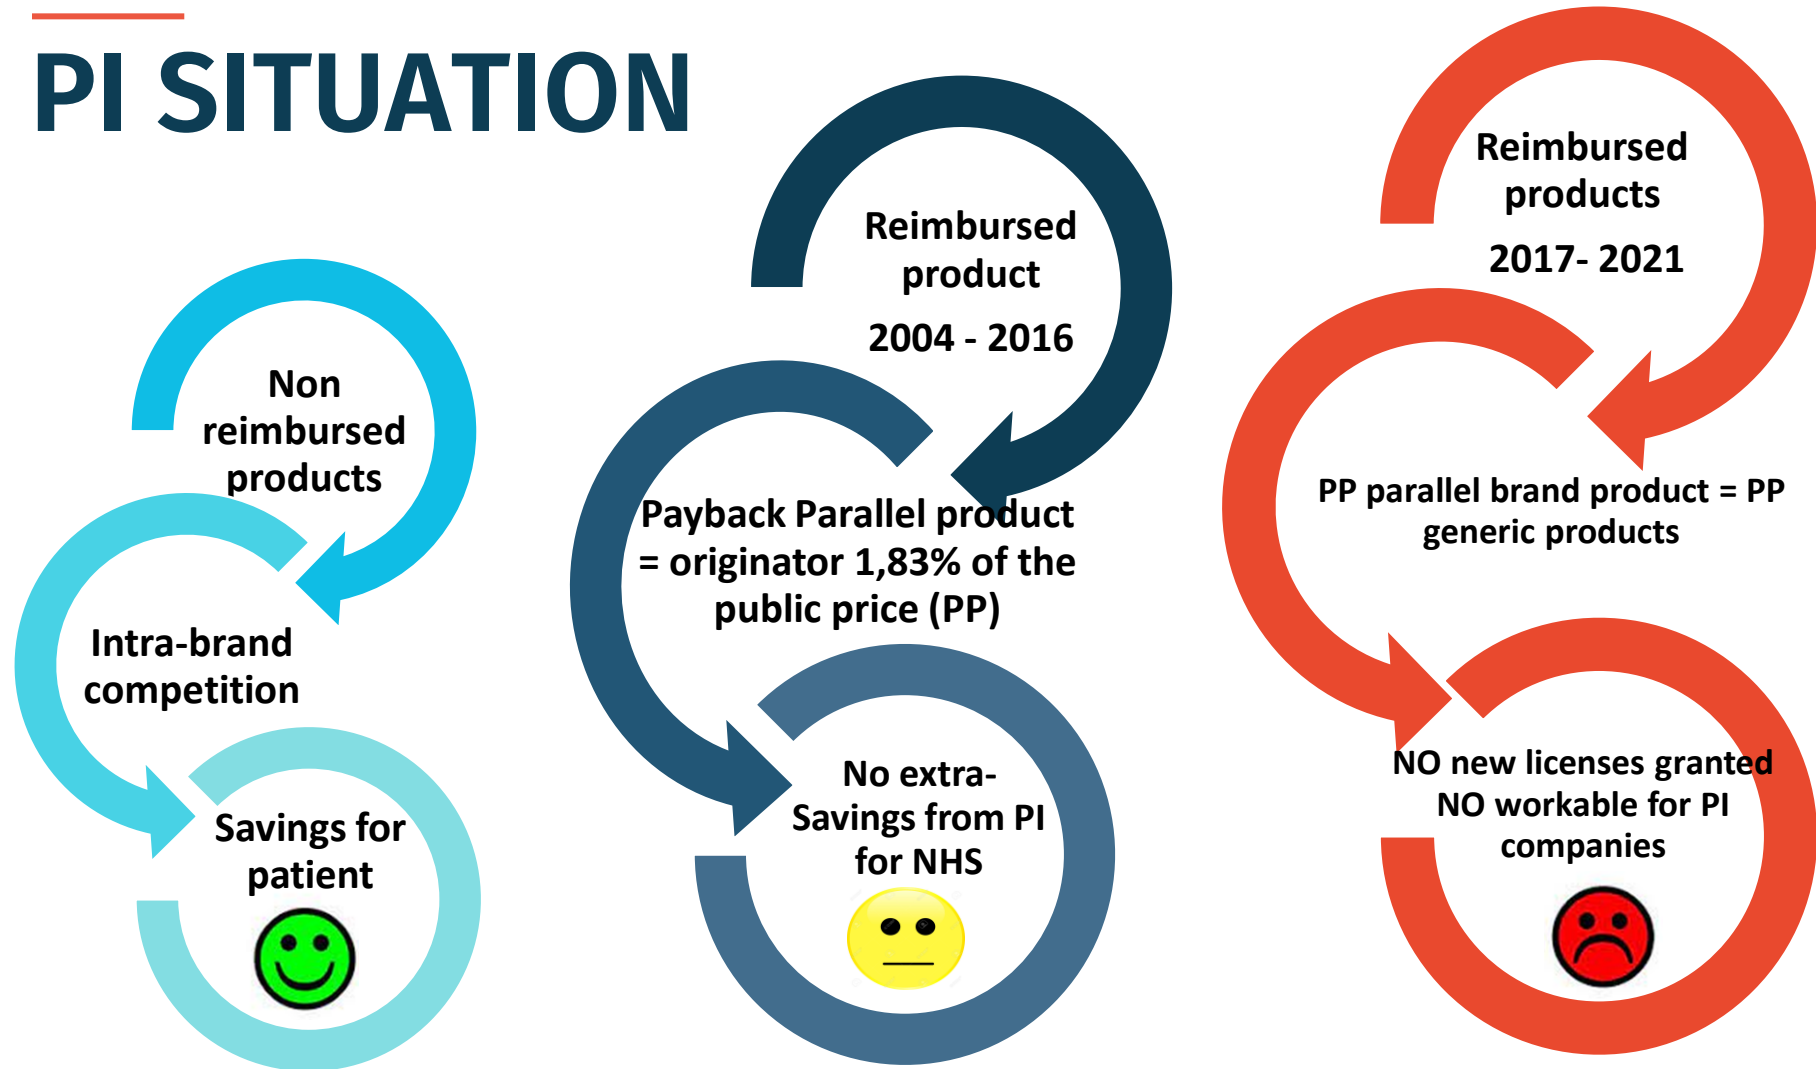 PI SITUATION
Non
reimbursed
products
Intra-brand
competition
Savings for
patient
Reimbursed
product
2004 - 2016
Payback Parallel product
= originator 1,83% of the
public price (PP)
No extra-
Savings from PI
for NHS
Reimbursed
products
2017- 2021
PP parallel brand product = PP
generic products
NO new licenses granted
NO workable for PI
companies